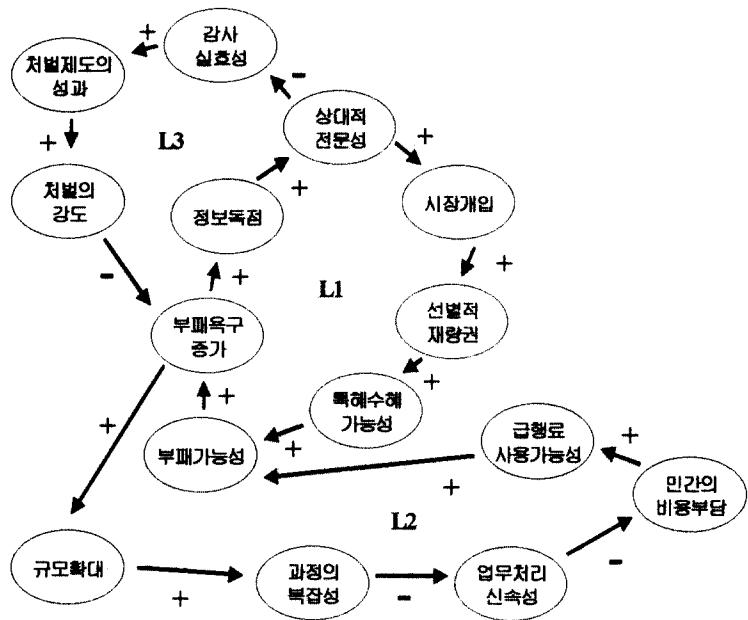 감사
실효성
+
-
처벌제도의
성과
상대적
전문성
+
+
L3
처벌의
강도
정보독점
+
시장개입
-
+
L1
+
부패욕구
증가
선별적
재량권
+
+
특혜수혜
가능성
+
부패가능성
+
급행료
사용가능성
+
+
민간의
비용부담
L2
규모확대
+
과정의
복잡성
-
업무처리
신속성
-